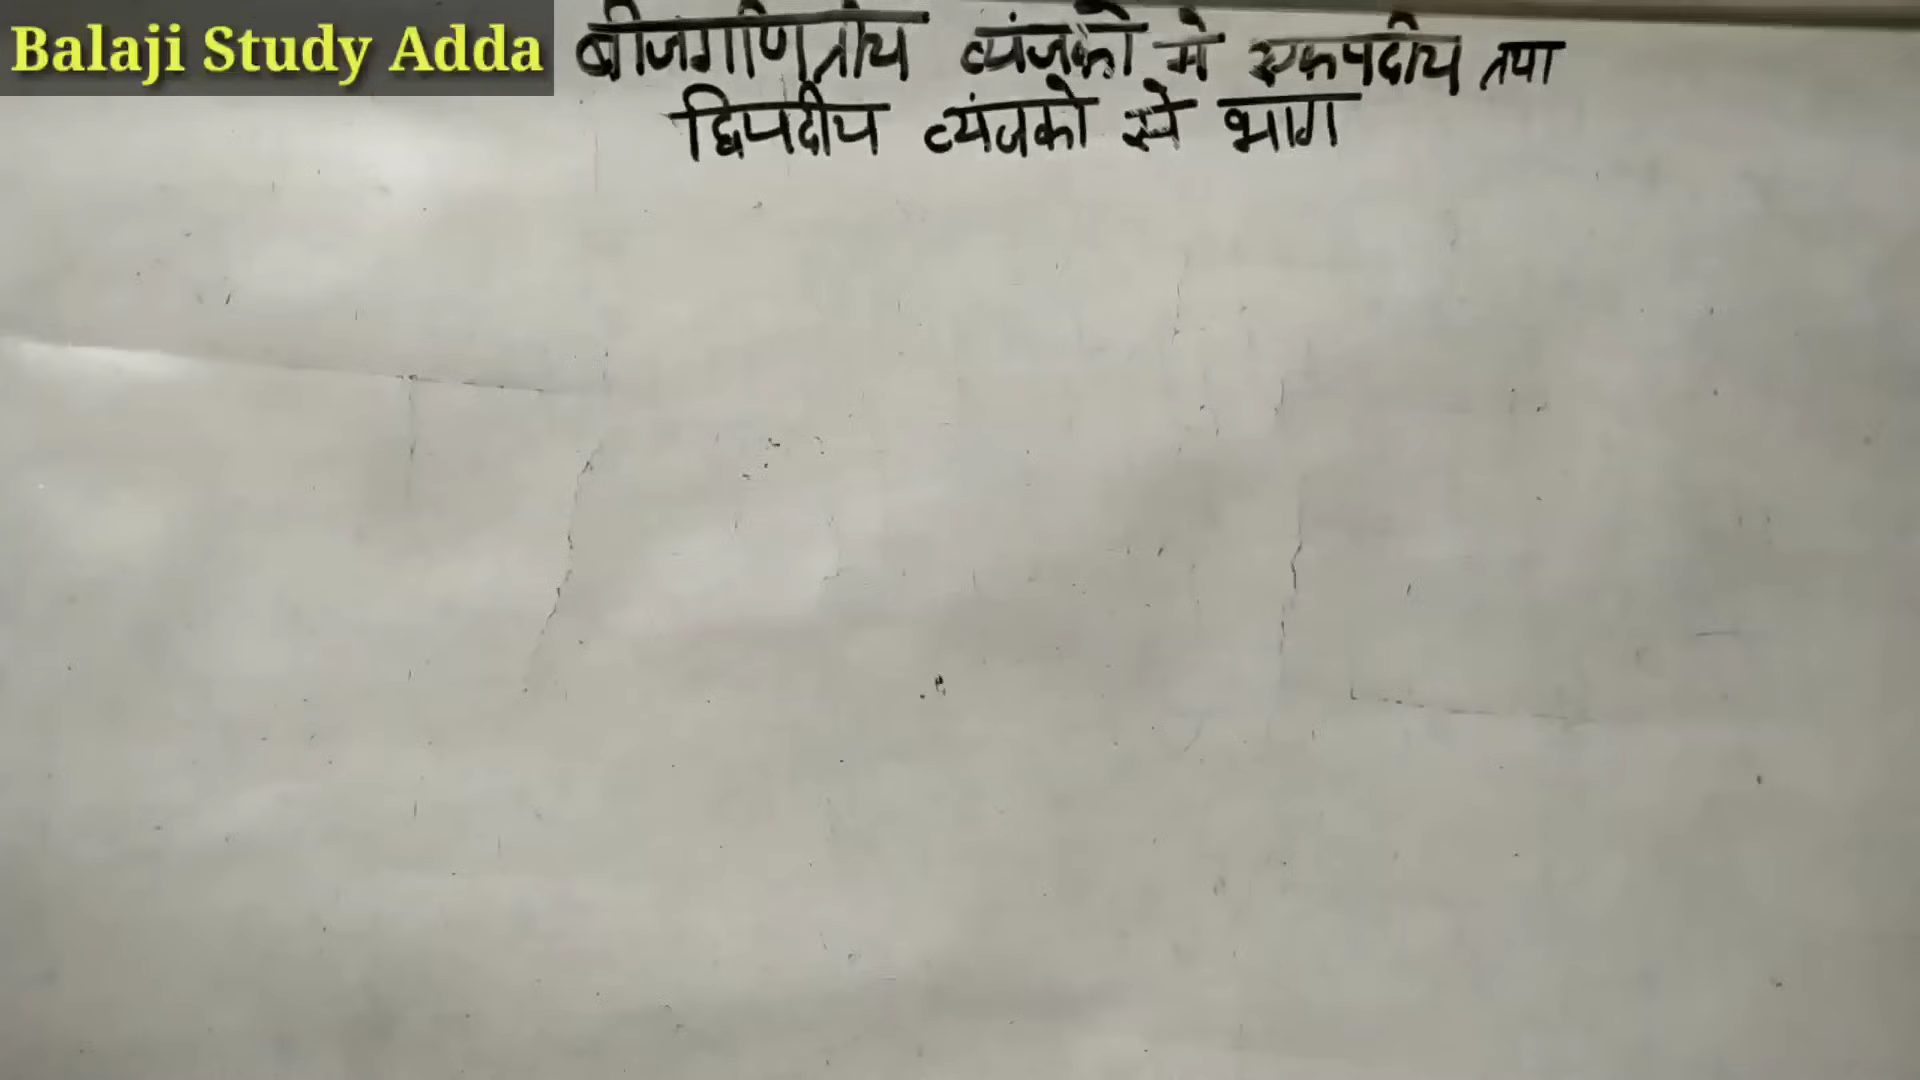 Balaji Study Adda
बीजगणितीय व्यंजको मे एकपदीय तथा
द्विपदीय व्यंजको से भाग